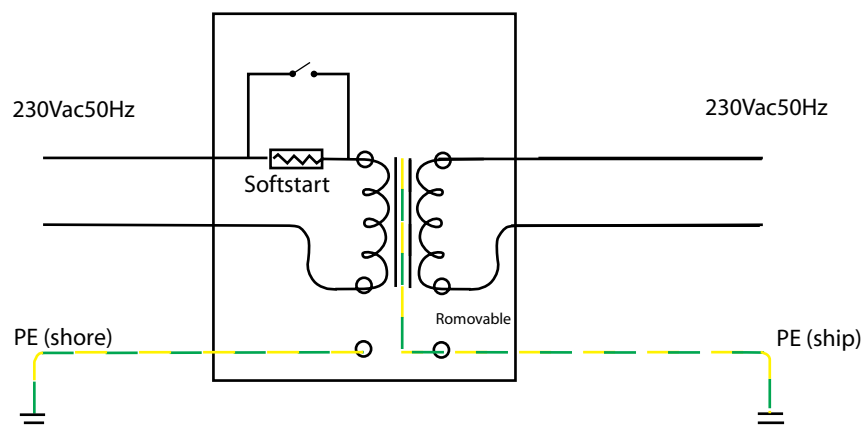 230Vac50Hz
230Vac50Hz
Softstart
Romovable
PE (shore)
PE (ship)